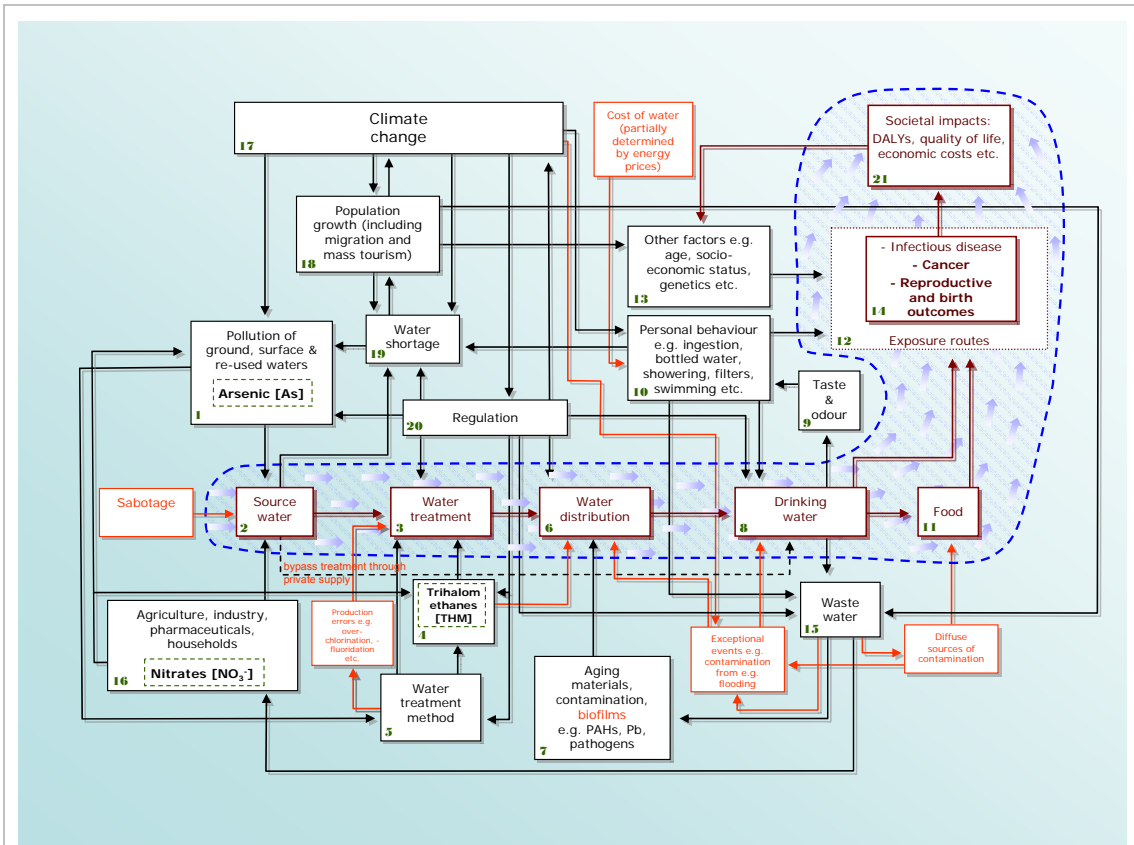 Climate
change
17
Cost of water
(partially
determined
by energy
prices)
Societal impacts:
DALYs, quality of life,
economic costs etc.
21
Population
growth (including
migration and
mass tourism)
18
Other factors e.g.
age, socio-
economic status,
genetics etc.
13
- Infectious disease
- Cancer
- Reproductive
and birth
outcomes
14
12
Exposure routes
Pollution of
ground, surface &
re-used waters
Arsenic [As]
1
Water
shortage
19
Personal behaviour
e.g. ingestion,
bottled water,
showering, filters,
swimming etc.
10
Taste
&
odour
9
Regulation
20
Sabotage
Source
water
2
Water
treatment
3
Water
distribution
6
Drinking
water
8
Food
11
bypass treatment through
private supply
Agriculture, industry,
pharmaceuticals,
households
Nitrates [NO₃⁻]
16
Production
errors e.g.
over-
chlorination, -
fluoridation
etc.
Trihalom
ethanes
[THM]
4
Water
treatment
method
5
Aging
materials,
contamination,
biofilms
e.g. PAHs, Pb,
pathogens
7
Exceptional
events e.g.
contamination
from e.g.
flooding
Waste
water
15
Diffuse
sources of
contamination